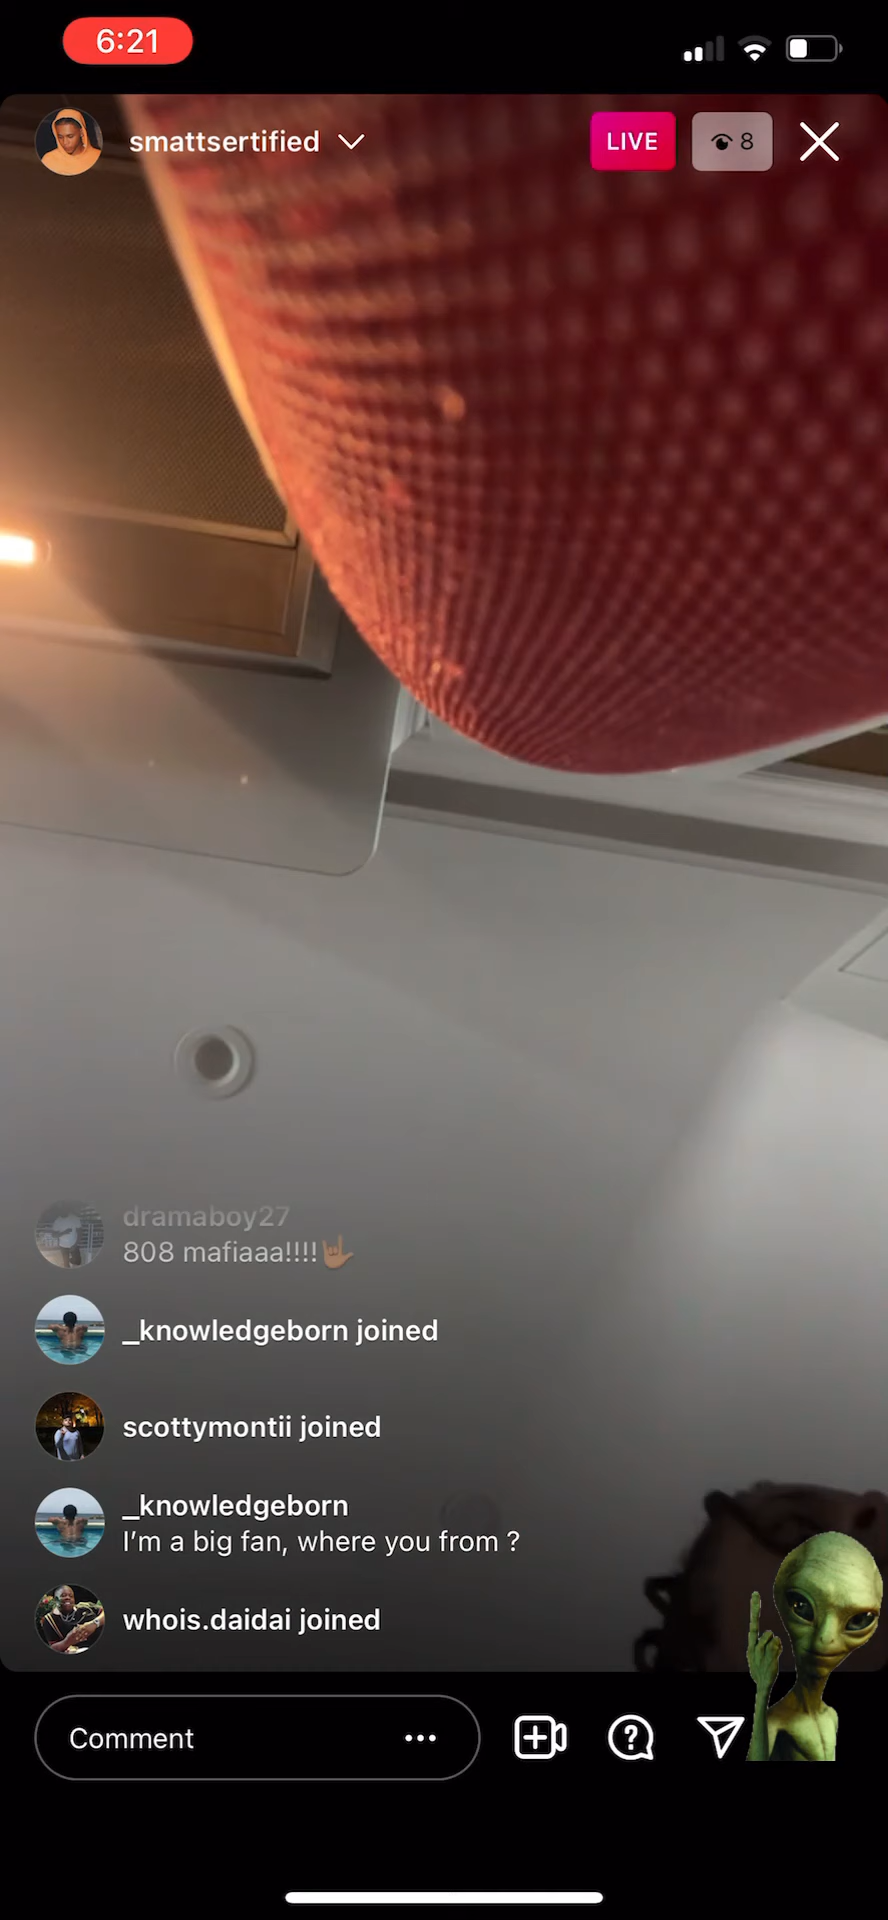 6:21
smattsertified
LIVE
8
dramaboy27
808 mafiaaa!!!!🤟🏽
_knowledgeborn joined
scottymontii joined
_knowledgeborn
I’m a big fan, where you from ?
whois.daidai joined
Comment